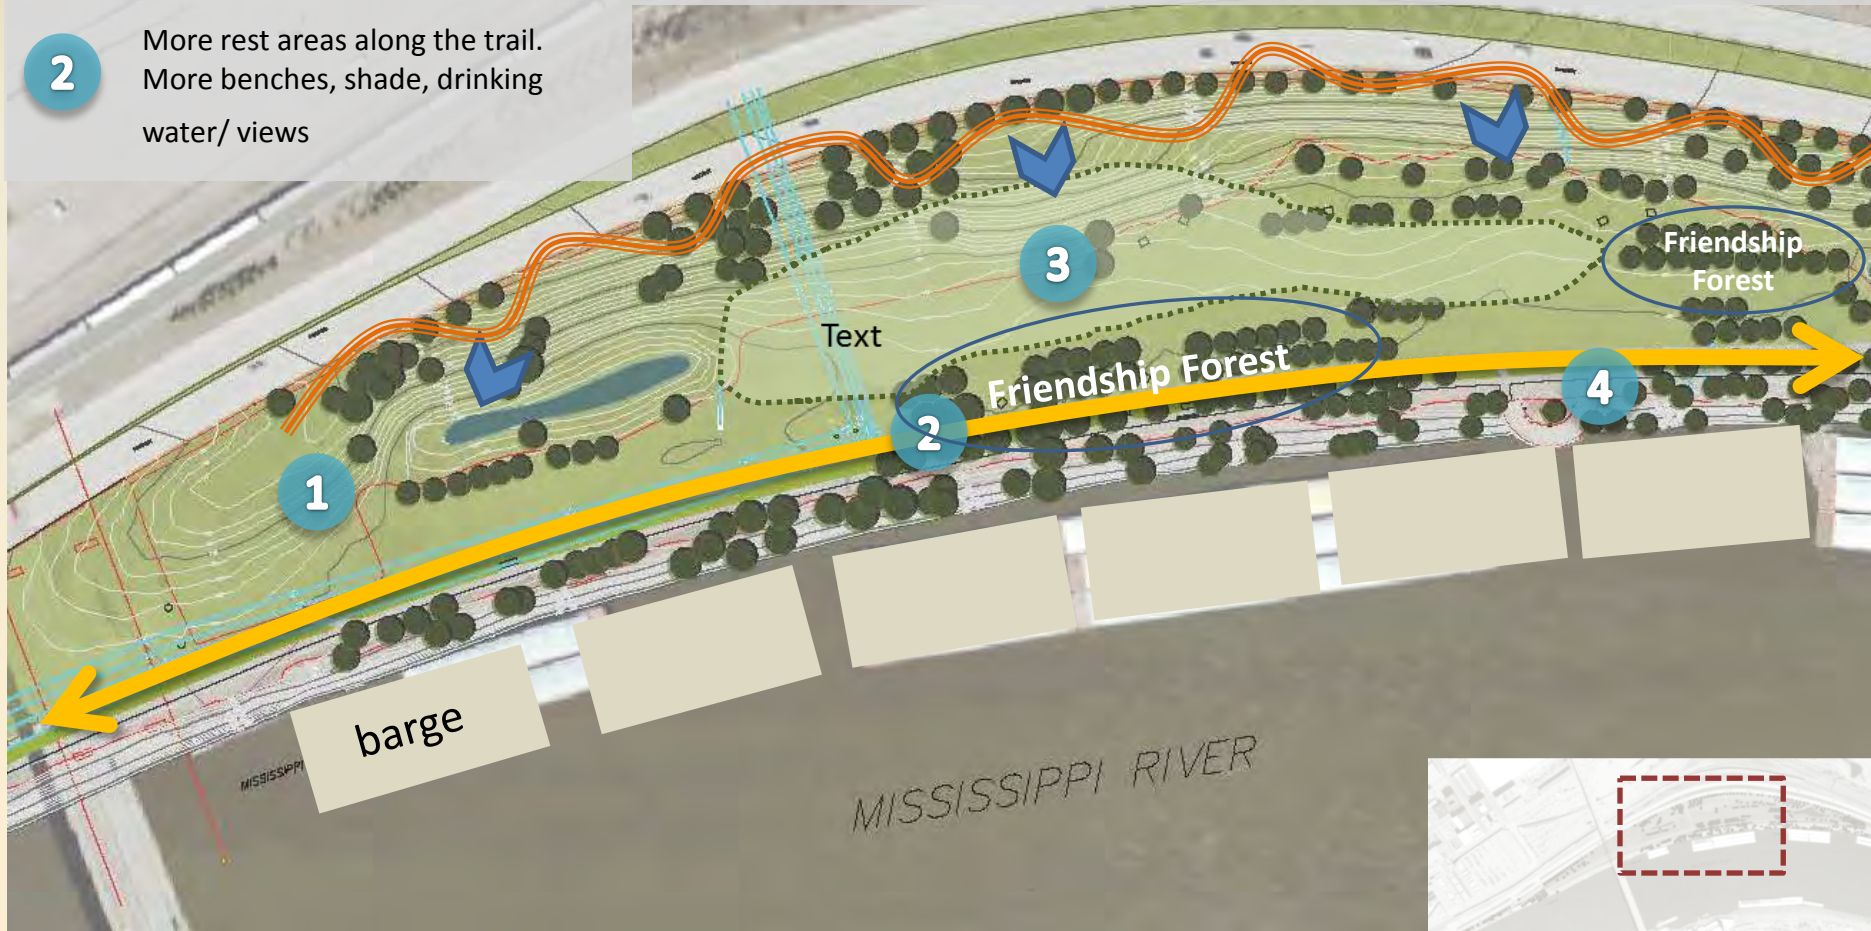 2
More rest areas along the trail.
More benches, shade, drinking
water/ views
3
Friendship
Forest
Text
Friendship Forest
4
2
1
barge
MISSISSIPPI
MISSISSIPPI RIVER